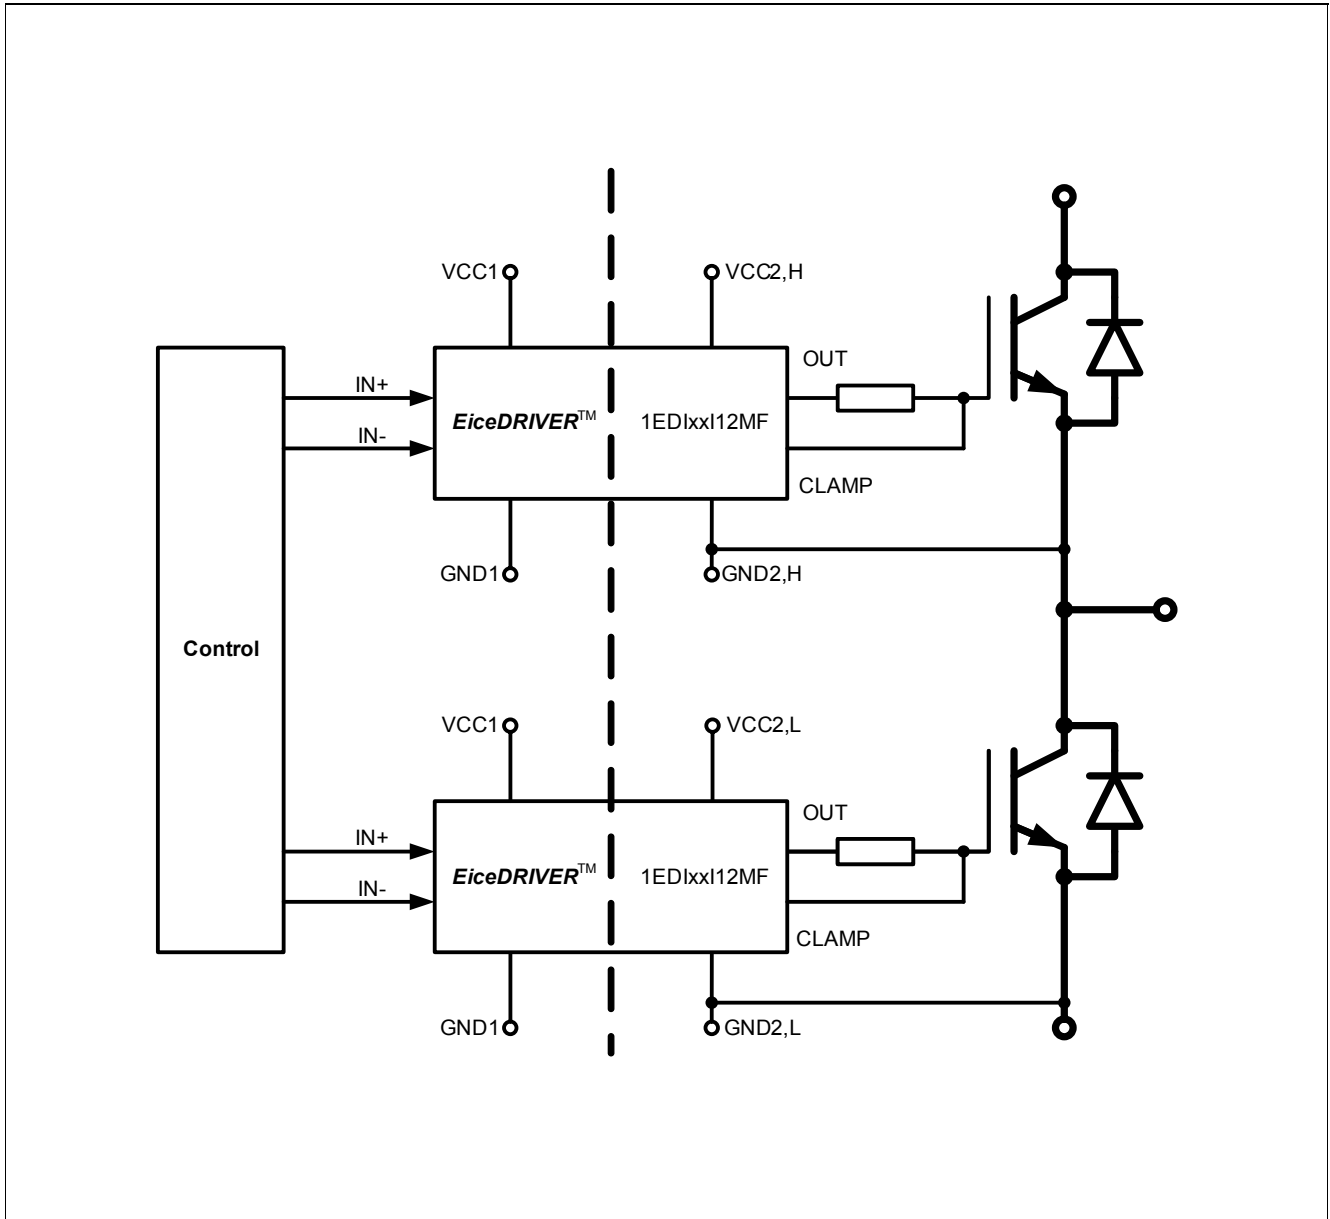 VCC1
VCC2,H
OUT
IN+
EiceDRIVER™
1EDIxxI12MF
IN-
CLAMP
GND1
GND2,H
Control
VCC1
VCC2,L
OUT
IN+
EiceDRIVER™
1EDIxxI12MF
IN-
CLAMP
GND1
GND2,L